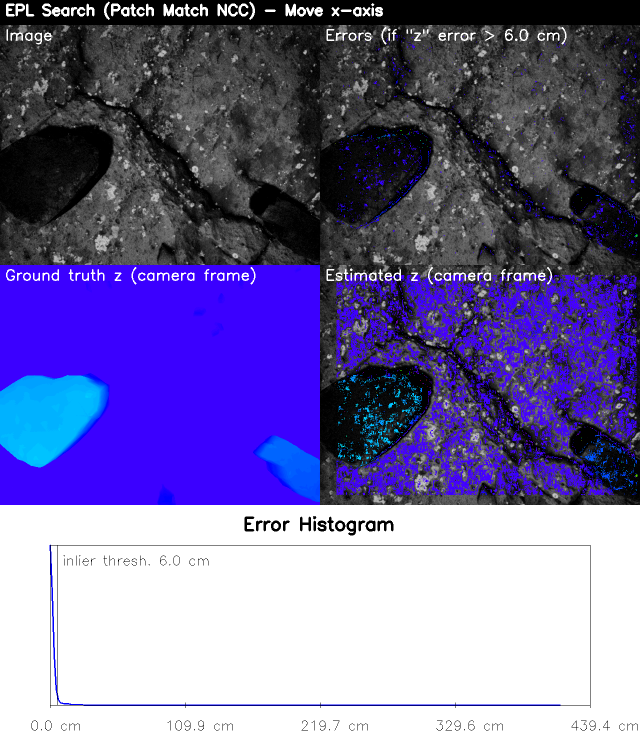 EPL Search (Patch Match NCC) - Move x-axis
Image
Errors (if "z" error > 6.0 cm)
Ground truth z (camera frame)
Estimated z (camera frame)
Error Histogram
inlier thresh. 6.0 cm
0.0 cm
109.9 cm
219.7 cm
329.6 cm
439.4 cm